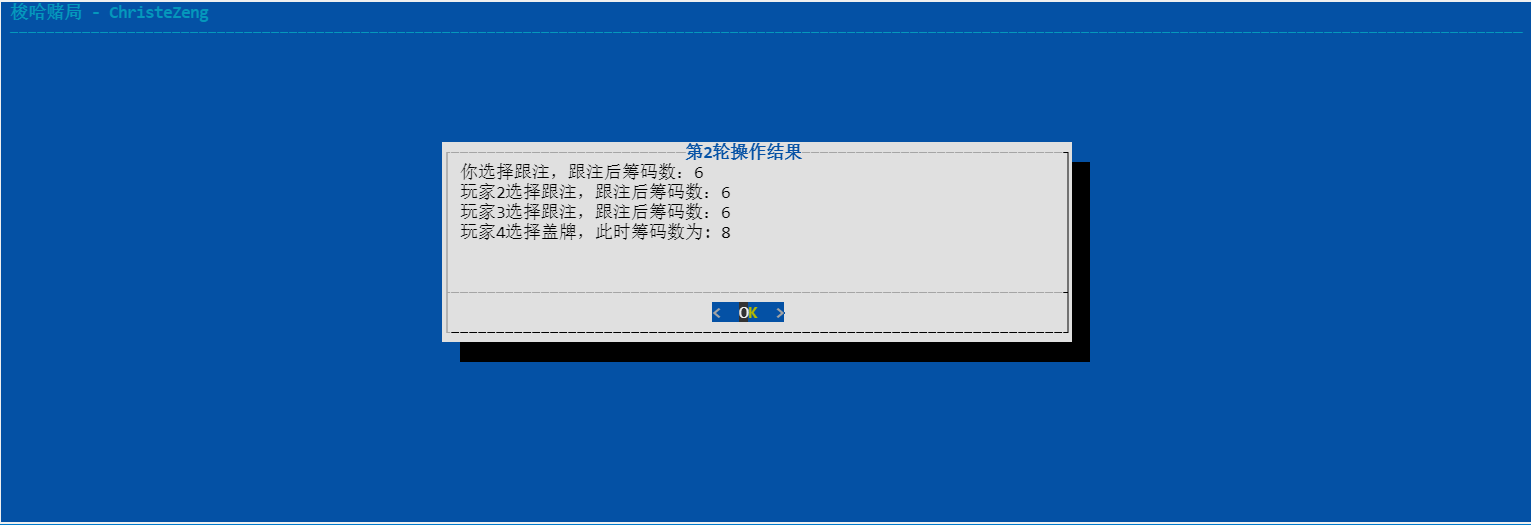 梭哈赌局 - ChristeZeng
第2轮操作结果
你选择跟注，跟注后筹码数：6
玩家2选择跟注，跟注后筹码数：6
玩家3选择跟注，跟注后筹码数：6
玩家4选择盖牌，此时筹码数为：8
< OK >